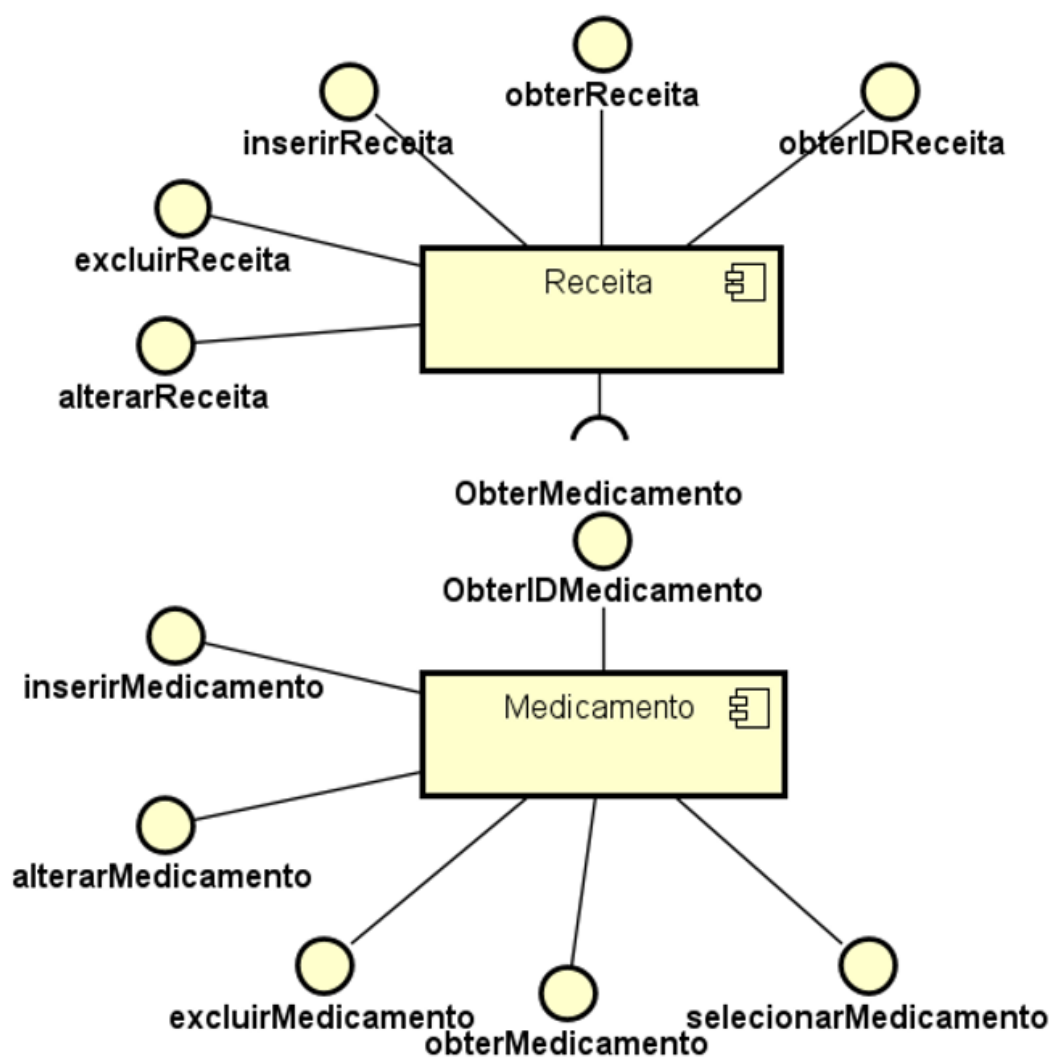 obterReceita
inserirReceita
obterIDReceita
excluirReceita
Receita
alterarReceita
ObterMedicamento
ObterIDMedicamento
inserirMedicamento
Medicamento
alterarMedicamento
excluirMedicamento
obterMedicamento
selecionarMedicamento